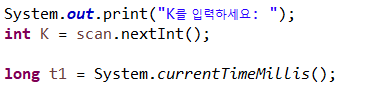 System.out.print("K를 입력하세요: ");
int K = scan.nextInt();
long t1 = System.currentTimeMillis();